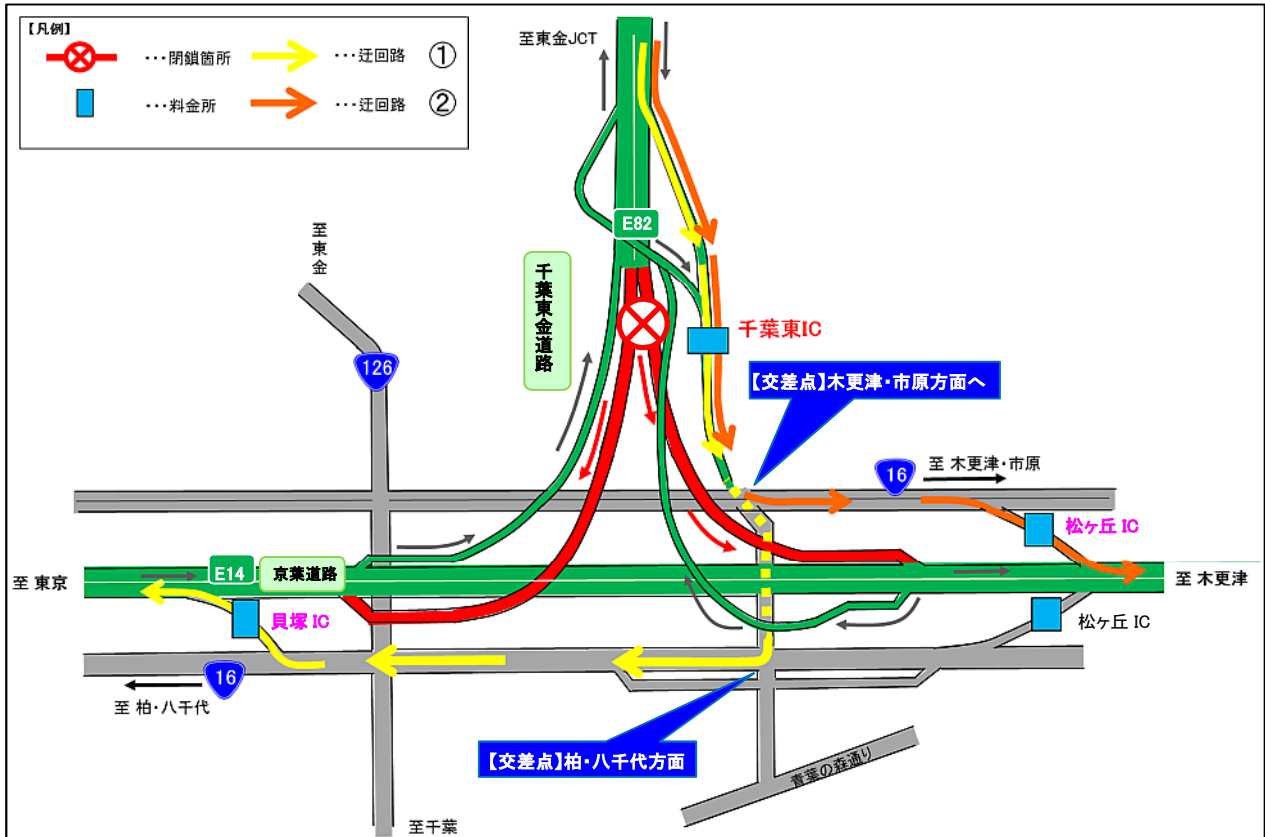 【凡例】
…閉鎖箇所
…迂回路 ①
…料金所
…迂回路 ②
至東金JCT
E82
至東金
千葉東金道路
126
千葉東IC
【交差点】木更津・市原方面へ
16
至 木更津・市原
松ヶ丘 IC
至 東京
E14
京葉道路
至 木更津
貝塚 IC
松ヶ丘 IC
16
至 柏・八千代
【交差点】柏・八千代方面
青葉の森通り
至千葉